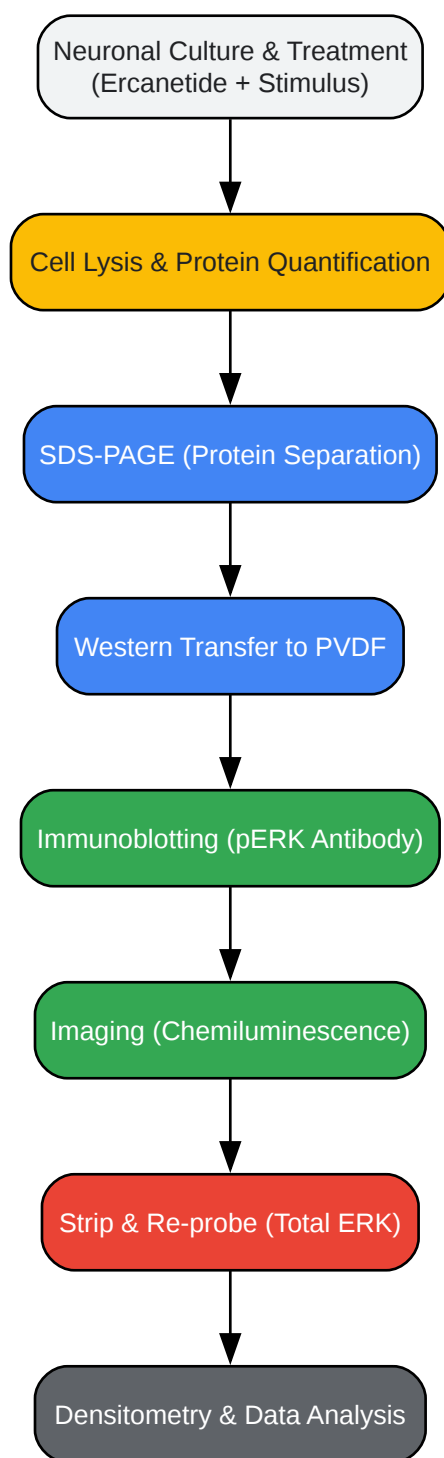 Neuronal Culture & Treatment
(Ercanetide + Stimulus)
Cell Lysis & Protein Quantification
SDS-PAGE (Protein Separation)
Western Transfer to PVDF
Immunoblotting (pERK Antibody)
Imaging (Chemiluminescence)
Strip & Re-probe (Total ERK)
Densitometry & Data Analysis